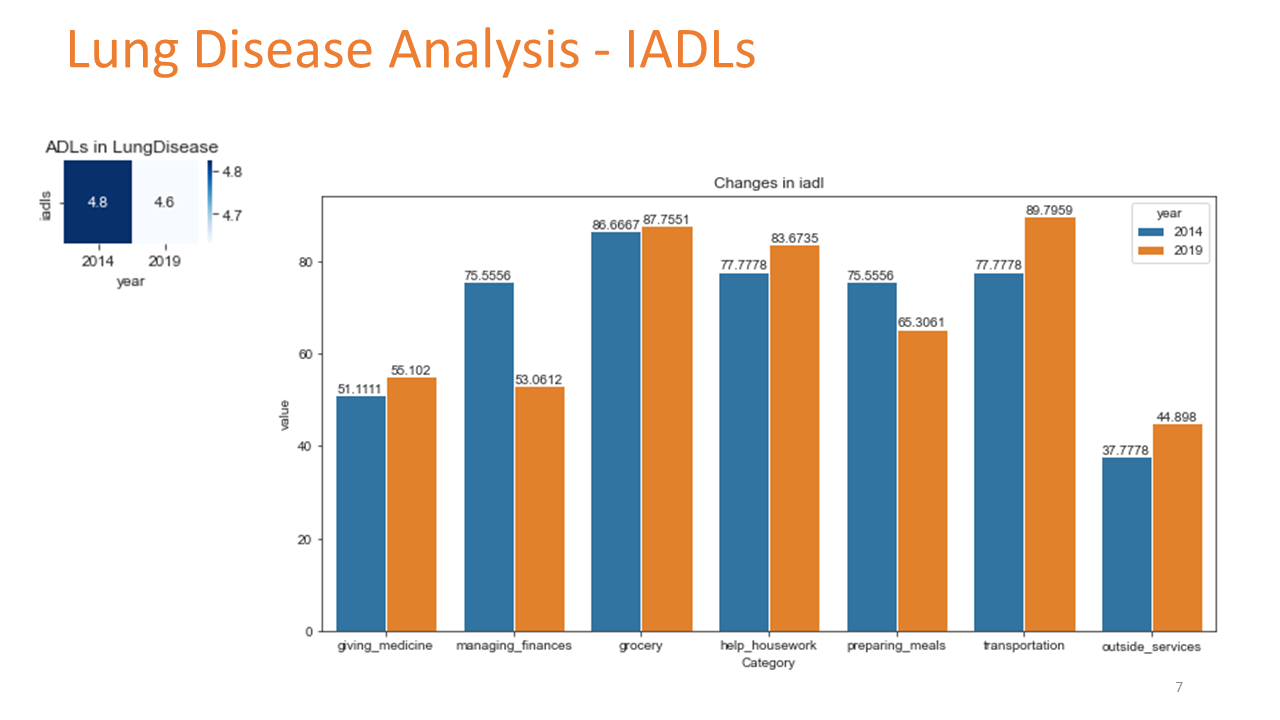 Lung Disease Analysis - IADLs
ADLs in LungDisease
iadls
4.8
4.6
4.8
4.7
2014
2019
year
Changes in iadl
value
80
60
40
20
0
51.1111
55.102
75.5556
53.0612
86.6667
87.7551
77.7778
83.6735
75.5556
65.3061
77.7778
89.7959
37.7778
44.898
year
2014
2019
giving_medicine
managing_finances
grocery
help_housework
preparing_meals
transportation
outside_services
Category
7